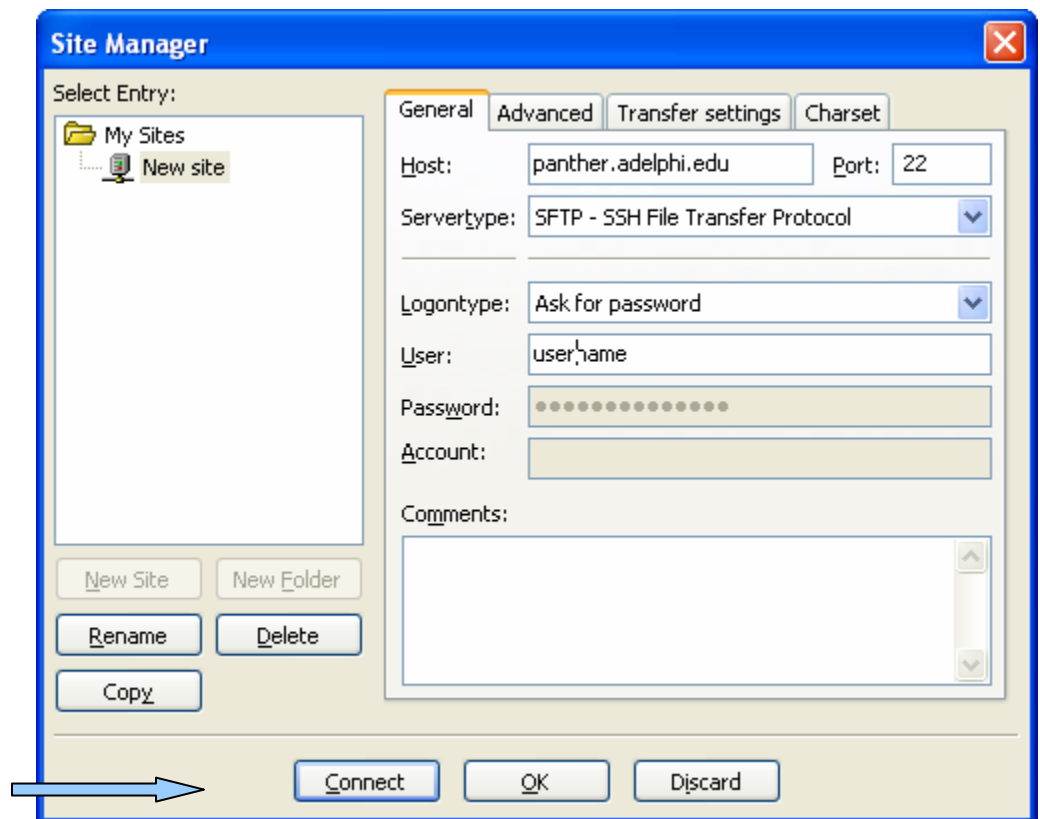 Site Manager
Select Entry:
My Sites
New site
New Site New Folder
Rename Delete
Copy
General Advanced Transfer settings Charset
Host: panther.adelphi.edu Port: 22
Servertype: SFTP - SSH File Transfer Protocol
Logontype: Ask for password
User: username
Password: ●●●●●●●●●●●●●●
Account:
Comments:
Connect OK Discard